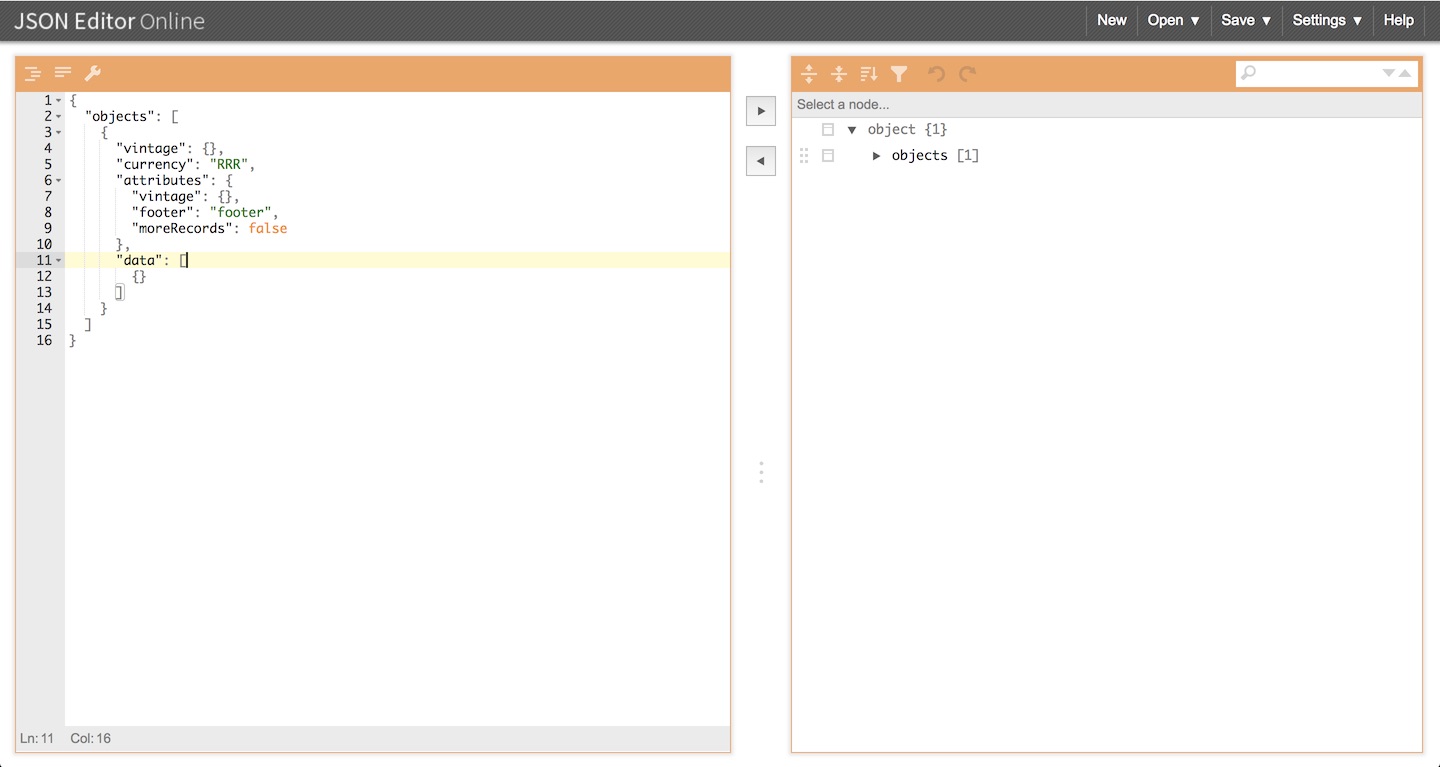 JSON Editor Online
New Open ▼ Save ▼ Settings ▼ Help
1 {
2 "objects": [
3 {
4 "vintage": {},
5 "currency": "RRR",
6 "attributes": {
7 "vintage": {},
8 "footer": "footer",
9 "moreRecords": false
10 },
11 "data": [
12 {}
13 ]
14 }
15 ]
16 }
Ln: 11 Col: 16
Select a node...
▼ object {1}
► objects [1]